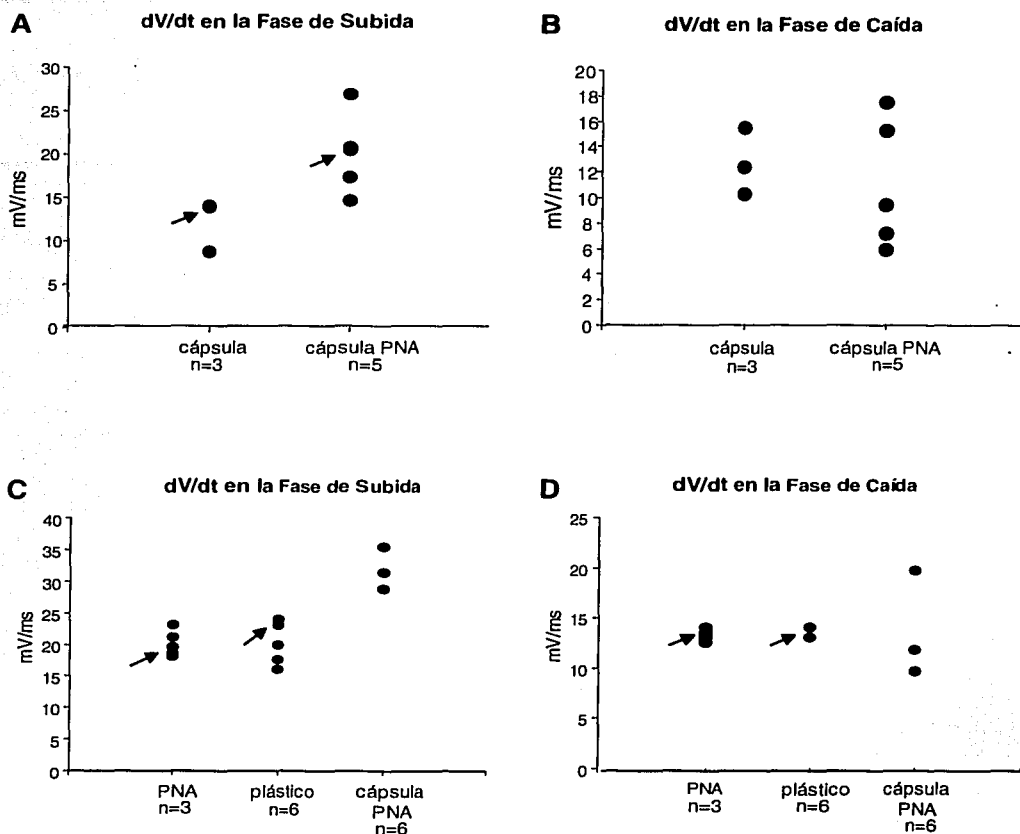 A
dV/dt en la Fase de Subida
30
25
20
15
10
5
0
mV/ms
cápsula
n=3
cápsula PNA
n=5
B
dV/dt en la Fase de Caída
20
18
16
14
12
10
8
6
4
2
0
mV/ms
cápsula
n=3
cápsula PNA
n=5
C
dV/dt en la Fase de Subida
40
35
30
25
20
15
10
5
0
mV/ms
PNA
n=3
plástico
n=6
cápsula
PNA
n=6
D
dV/dt en la Fase de Caída
25
20
15
10
5
0
mV/ms
PNA
n=3
plástico
n=6
cápsula
PNA
n=6